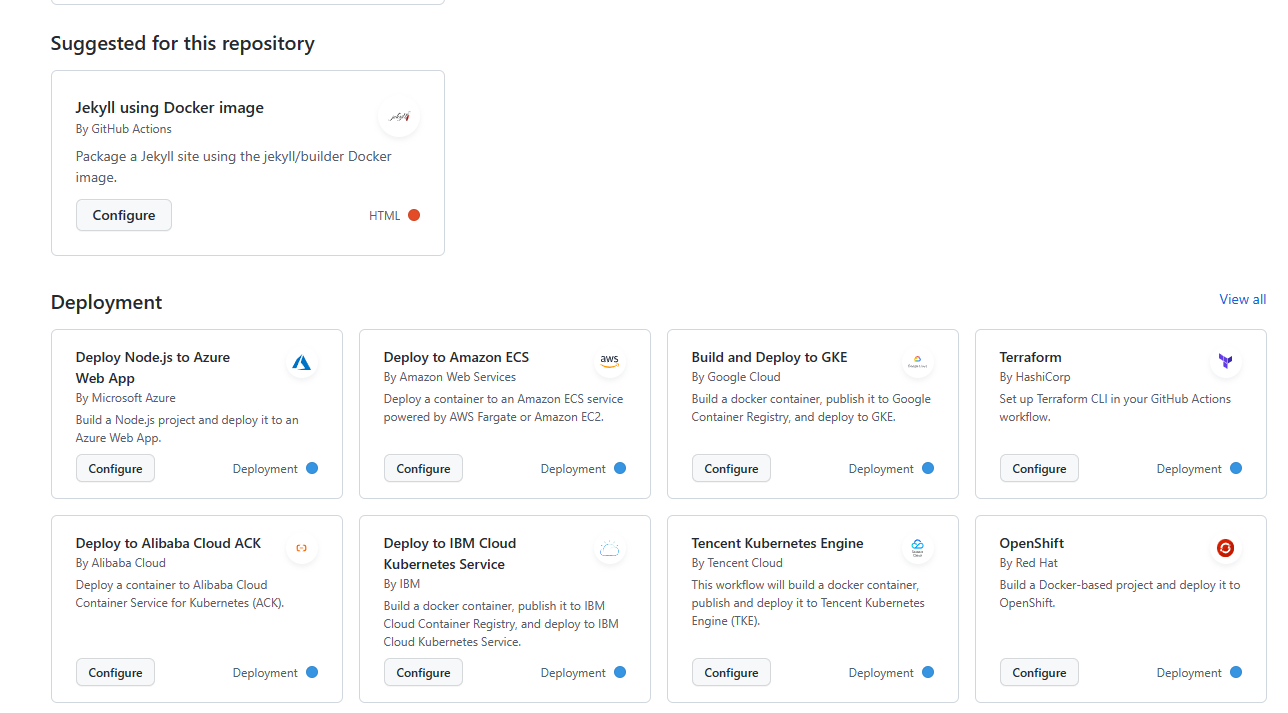 Suggested for this repository
Jekyll using Docker image
By GitHub Actions
Package a Jekyll site using the jekyll/builder Docker
image.
Configure
HTML
Deployment
View all
Deploy Node.js to Azure
Web App
By Microsoft Azure
Build a Node.js project and deploy it to an
Azure Web App.
Configure
Deployment
Deploy to Amazon ECS
By Amazon Web Services
Deploy a container to an Amazon ECS service
powered by AWS Fargate or Amazon EC2.
aws
Configure
Deployment
Build and Deploy to GKE
By Google Cloud
Build a docker container, publish it to Google
Container Registry, and deploy to GKE.
Configure
Deployment
Terraform
By HashiCorp
Set up Terraform CLI in your GitHub Actions
workflow.
Configure
Deployment
Deploy to Alibaba Cloud ACK
By Alibaba Cloud
Deploy a container to Alibaba Cloud
Container Service for Kubernetes (ACK).
Configure
Deployment
Deploy to IBM Cloud
Kubernetes Service
By IBM
Build a docker container, publish it to IBM
Cloud Container Registry, and deploy to IBM
Cloud Kubernetes Service.
Configure
Deployment
Tencent Kubernetes Engine
By Tencent Cloud
This workflow will build a docker container,
publish and deploy it to Tencent Kubernetes
Engine (TKE).
Configure
Deployment
OpenShift
By Red Hat
Build a Docker-based project and deploy it to
OpenShift.
Configure
Deployment